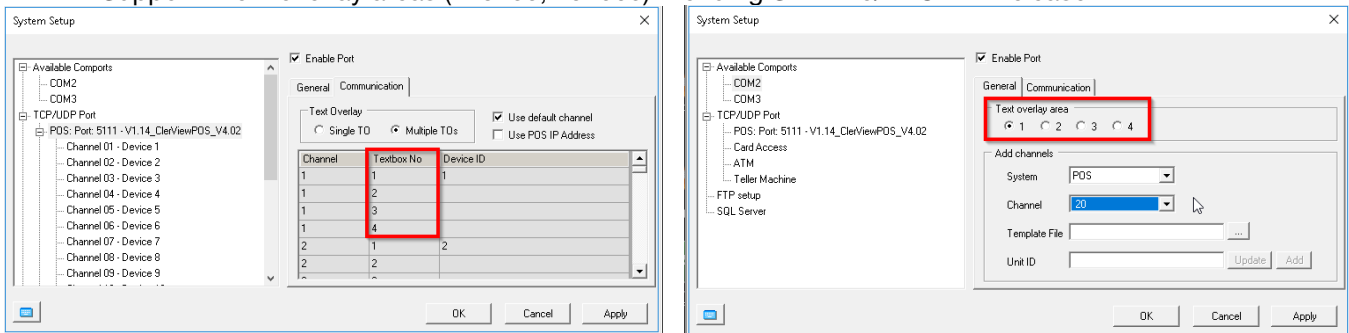 System Setup
Available Comports
COM2
COM3
TCP/UDP Port
POS: Port: 5111 - V1.14_ClerViewPOS_V4.02
Channel 01 - Device 1
Channel 02 - Device 2
Channel 03 - Device 3
Channel 04 - Device 4
Channel 05 - Device 5
Channel 06 - Device 6
Channel 07 - Device 7
Channel 08 - Device 8
Channel 09 - Device 9
Enable Port
General Communication
Text Overlay
Single TO Multiple TOs
Use default channel
Use POS IP Address
Channel Textbox No Device ID
1 1 1
1 2
1 3
1 4
2 1 2
2 2
OK Cancel Apply
System Setup
Available Comports
COM2
COM3
TCP/UDP Port
POS: Port: 5111 - V1.14_ClerViewPOS_V4.02
Card Access
ATM
Teller Machine
FTP setup
SQL Server
Enable Port
General Communication
Text overlay area
1 2 3 4
Add channels
System POS
Channel 20
Template File ...
Unit ID Update Add
OK Cancel Apply